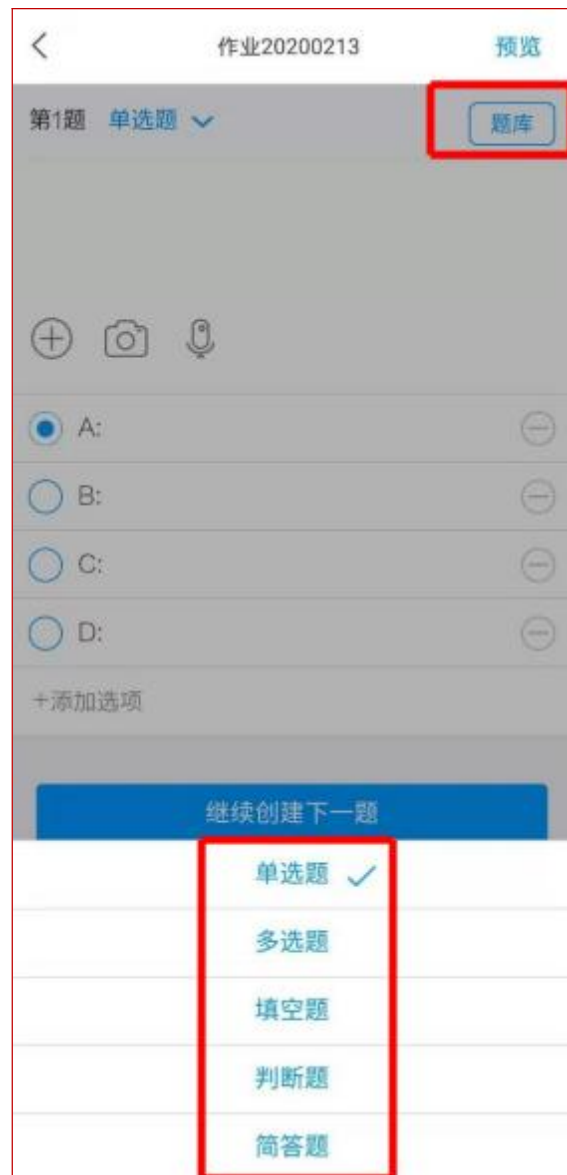 作业20200213 预览
第1题 单选题 题库
A:
B:
C:
D:
+添加选项
继续创建下一题
单选题
多选题
填空题
判断题
简答题